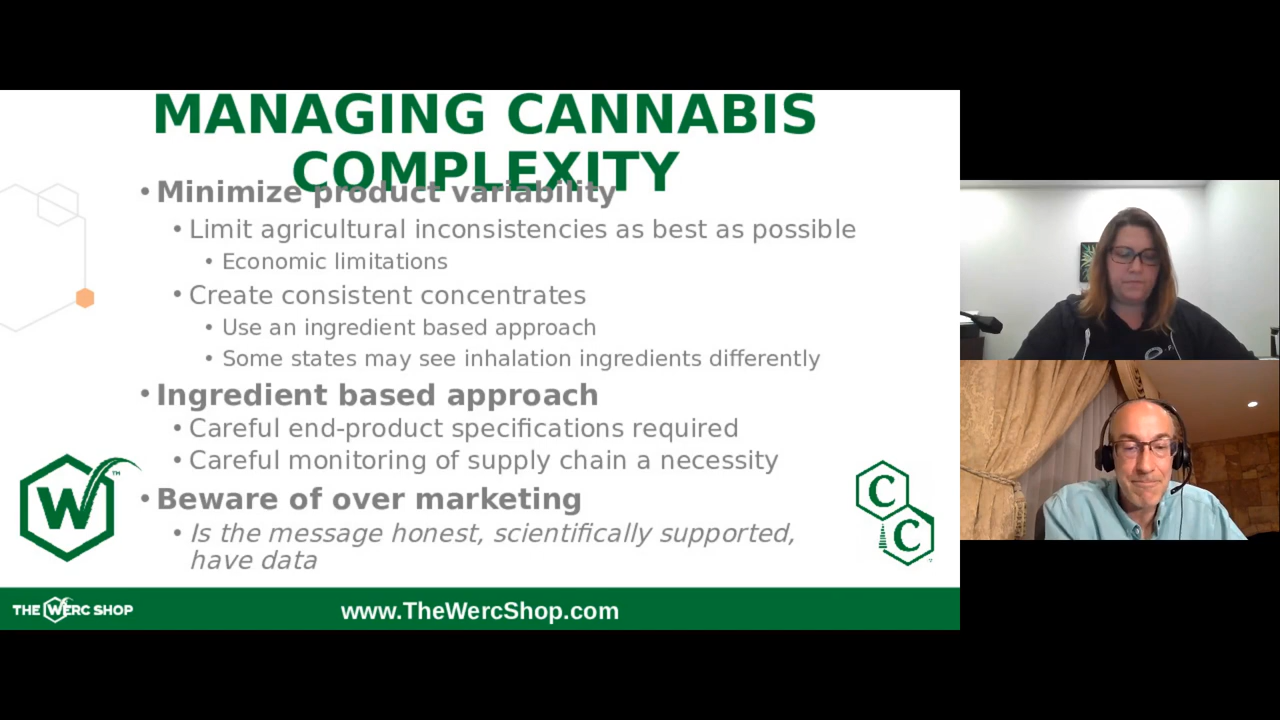 MANAGING CANNABIS
COMPLEXITY
• Minimize product variability
• Limit agricultural inconsistencies as best as possible
• Economic limitations
• Create consistent concentrates
• Use an ingredient based approach
• Some states may see inhalation ingredients differently
• Ingredient based approach
• Careful end-product specifications required
• Careful monitoring of supply chain a necessity
• Beware of over marketing
• Is the message honest, scientifically supported,
have data
W™
C
C
THE WERC SHOP
www.TheWercShop.com